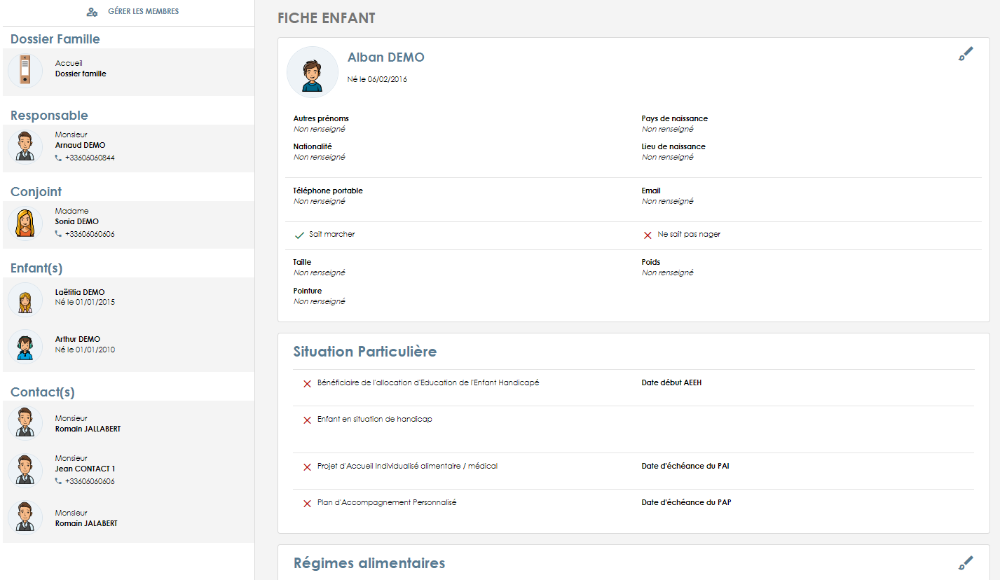 GÉRER LES MEMBRES
Dossier Famille
Accueil
Dossier famille
Responsable
Monsieur
Arnaud DEMO
+33606060844
Conjoint
Madame
Sonia DEMO
+33606060606
Enfant(s)
Laëtitia DEMO
Né le 01/01/2015
Arthur DEMO
Né le 01/01/2010
Contact(s)
Monsieur
Romain JALLABERT
Monsieur
Jean CONTACT 1
+33606060606
Monsieur
Romain JALABERT
FICHE ENFANT
Alban DEMO
Né le 06/02/2016
Autres prénoms
Non renseigné
Pays de naissance
Non renseigné
Nationalité
Non renseigné
Lieu de naissance
Non renseigné
Téléphone portable
Non renseigné
Email
Non renseigné
Sait marcher
Ne sait pas nager
Taille
Non renseigné
Poids
Non renseigné
Pointure
Non renseigné
Situation Particulière
Bénéficiaire de l'allocation d'Education de l'Enfant Handicapé
Date début AEEH
Enfant en situation de handicap
Projet d'Accueil Individualisé alimentaire / médical
Date d'échéance du PAI
Plan d'Accompagnement Personnalisé
Date d'échéance du PAP
Régimes alimentaires